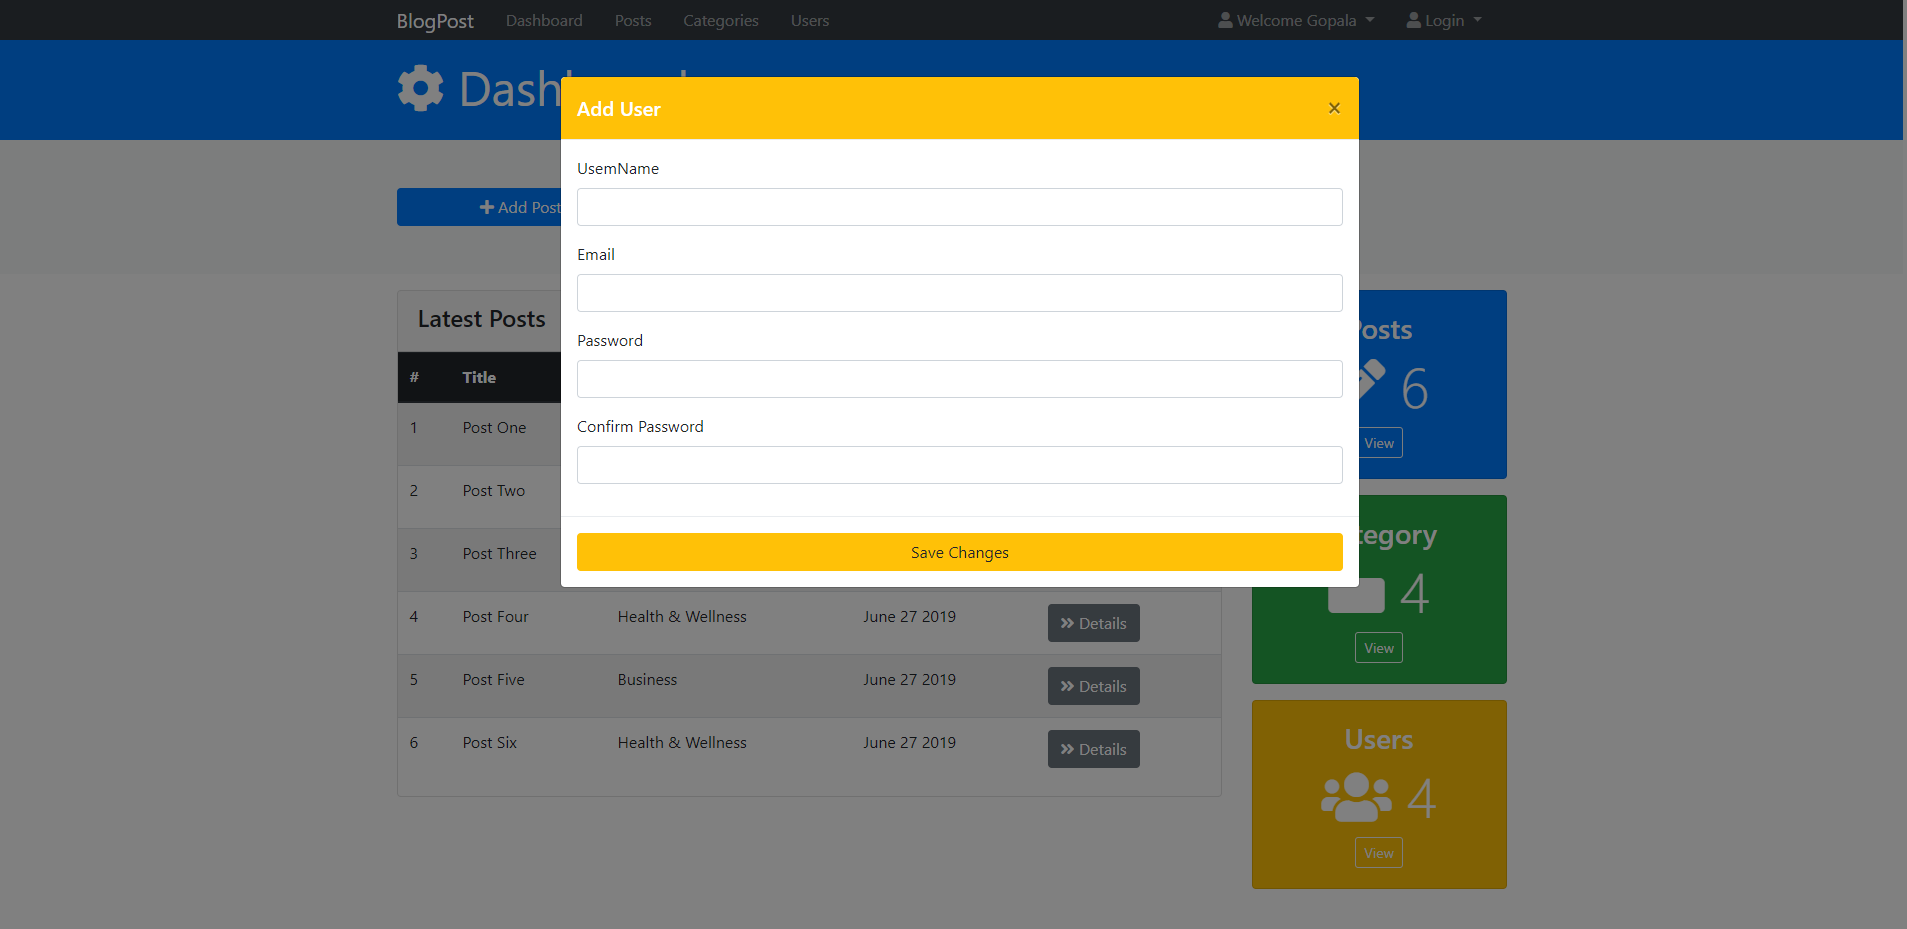 BlogPost Dashboard Posts Categories Users Welcome Gopala Login
Add User ×
UsemName
Email
Password
Confirm Password
Save Changes
Add Post
Latest Posts
# Title
1 Post One
2 Post Two
3 Post Three
4 Post Four Health & Wellness June 27 2019 Details
5 Post Five Business June 27 2019 Details
6 Post Six Health & Wellness June 27 2019 Details
6
View
4
View
Users
4
View